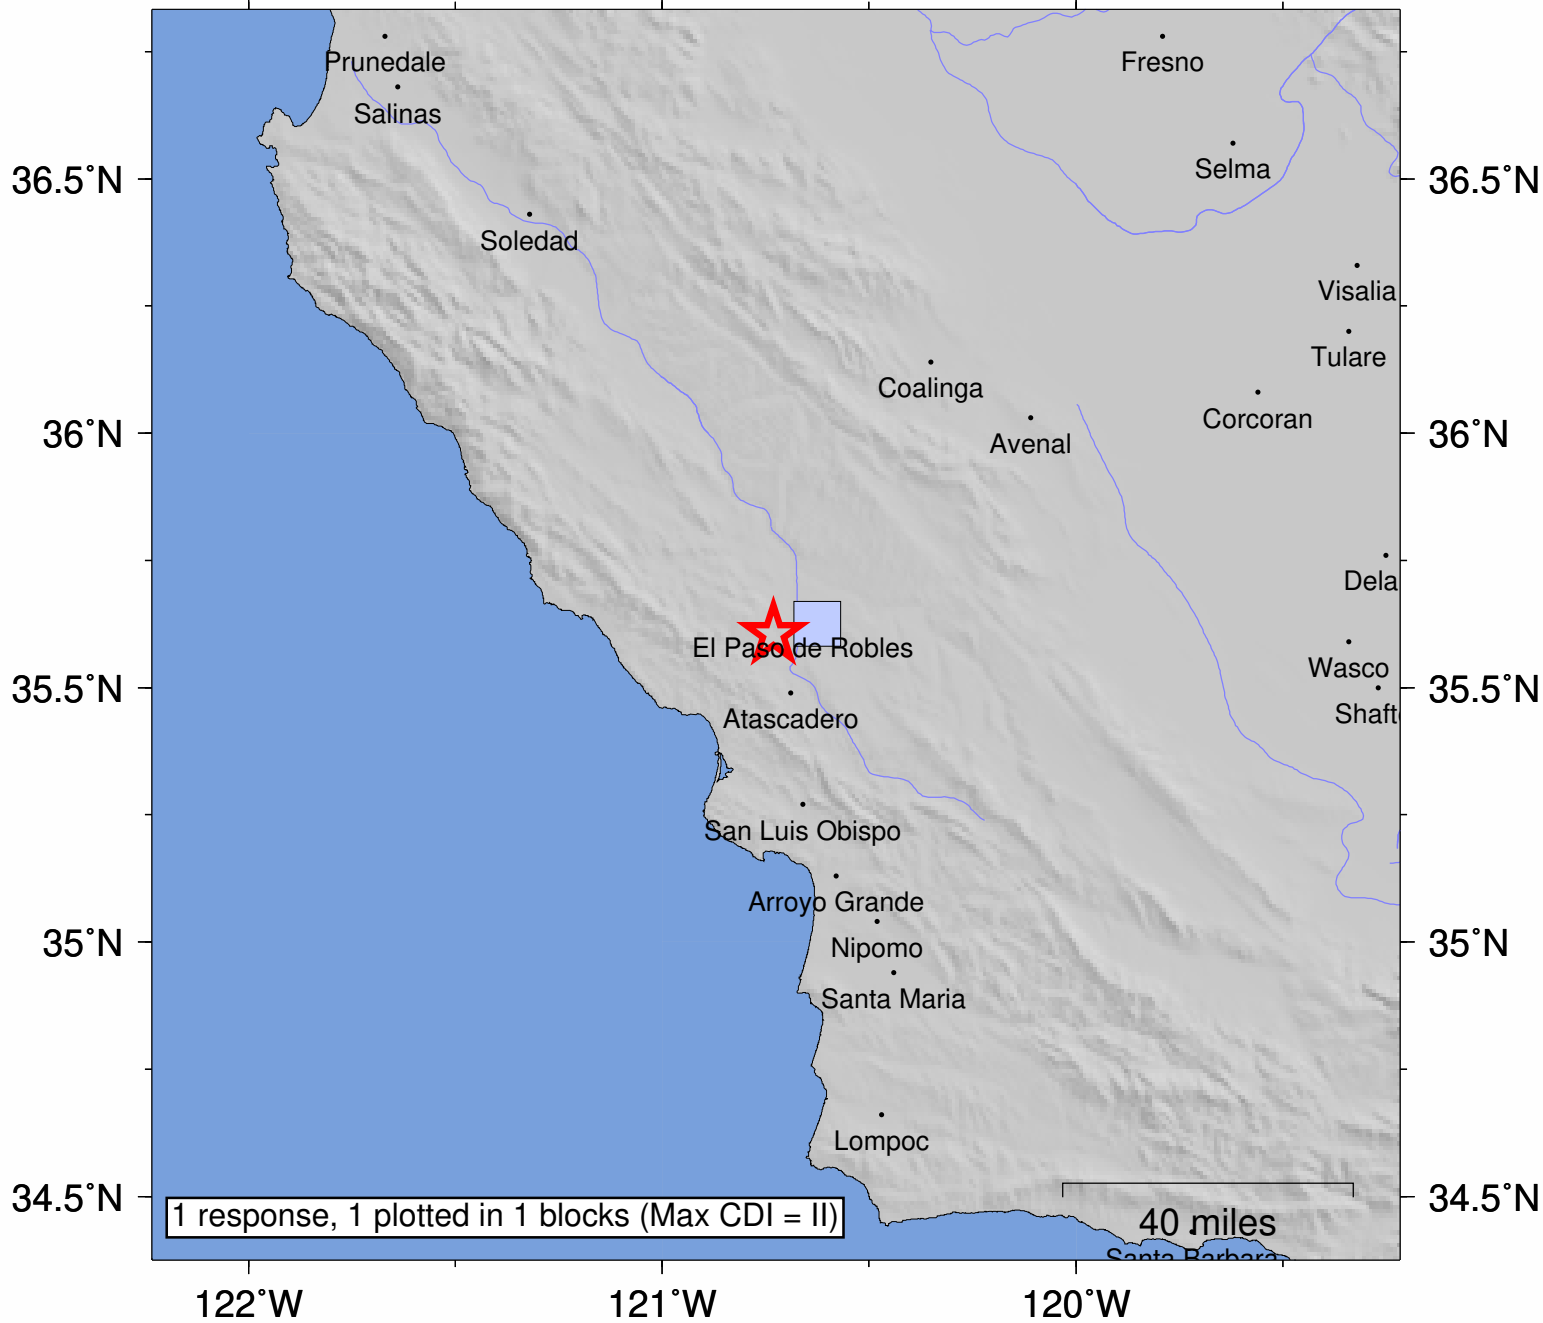 Prunedale
Fresno
Salinas
Selma
36.5˚N
36.5˚N
Soledad
Visalia
Tulare
Coalinga
Corcoran
36˚N
Avenal
36˚N
Dela
El Paso de Robles
Wasco
35.5˚N
35.5˚N
Atascadero
Shaft
San Luis Obispo
Arroyo Grande
35˚N
Nipomo
35˚N
Santa Maria
Lompoc
34.5˚N
34.5˚N
1 response, 1 plotted in 1 blocks (Max CDI = II)
40 miles
Santa Barbara
122˚W
121˚W
120˚W